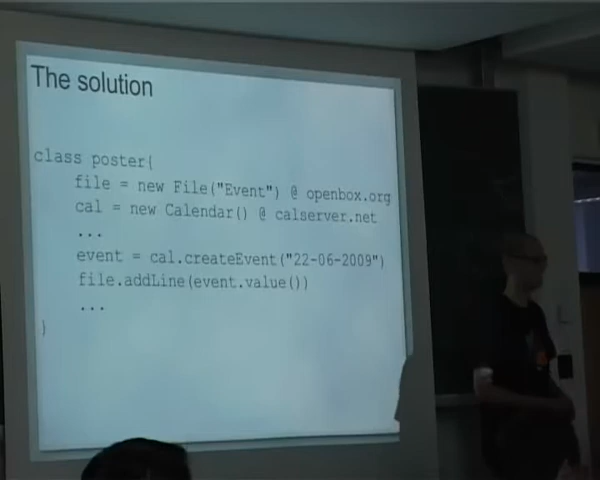 The solution
class poster{
file = new File("Event") @ openbox.org
cal = new Calendar() @ calserver.net
...
event = cal.createEvent("22-06-2009")
file.addLine(event.value())
...
}